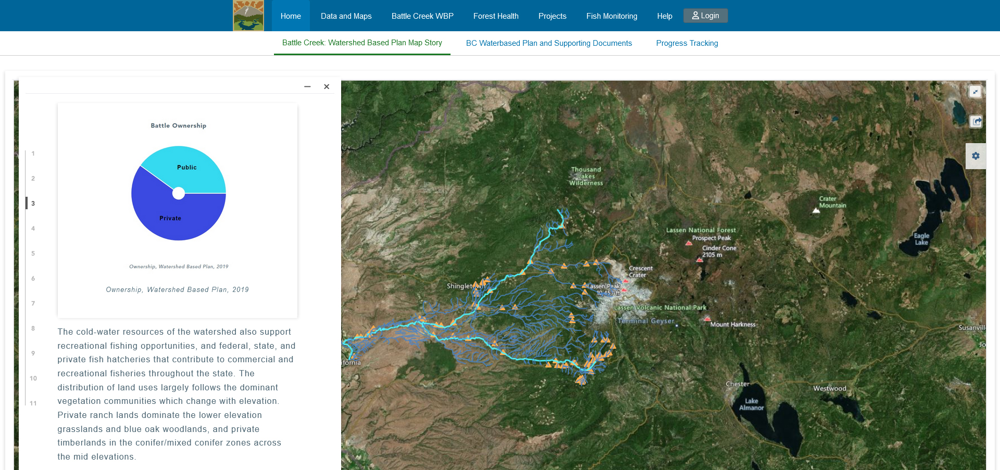 Home
Data and Maps
Battle Creek WBP
Forest Health
Projects
Fish Monitoring
Help
Login
Battle Creek: Watershed Based Plan Map Story
BC Waterbased Plan and Supporting Documents
Progress Tracking
Battle Ownership
Public
Private
Ownership, Watershed Based Plan, 2019
Ownership, Watershed Based Plan, 2019
1
2
3
4
5
6
7
8
9
10
11
The cold-water resources of the watershed also support
recreational fishing opportunities, and federal, state, and
private fish hatcheries that contribute to commercial and
recreational fisheries throughout the state. The
distribution of land uses largely follows the dominant
vegetation communities which change with elevation.
Private ranch lands dominate the lower elevation
grasslands and blue oak woodlands, and private
timberlands in the conifer/mixed conifer zones across
the mid elevations.
Thousand
Lakes
Wilderness
Crater
Mountain
Lassen National Forest
Prospect Peak
Cinder Cone
2105 m
Eagle
Lake
Crescent
Crater
Shingletown
Lassen Peak
10,457 ft
Lassen Volcanic National Park
Terminal Geyser
Mount Harkness
Susanvill
Jo
ifornia
Chester
Westwood
Lake
Almanor